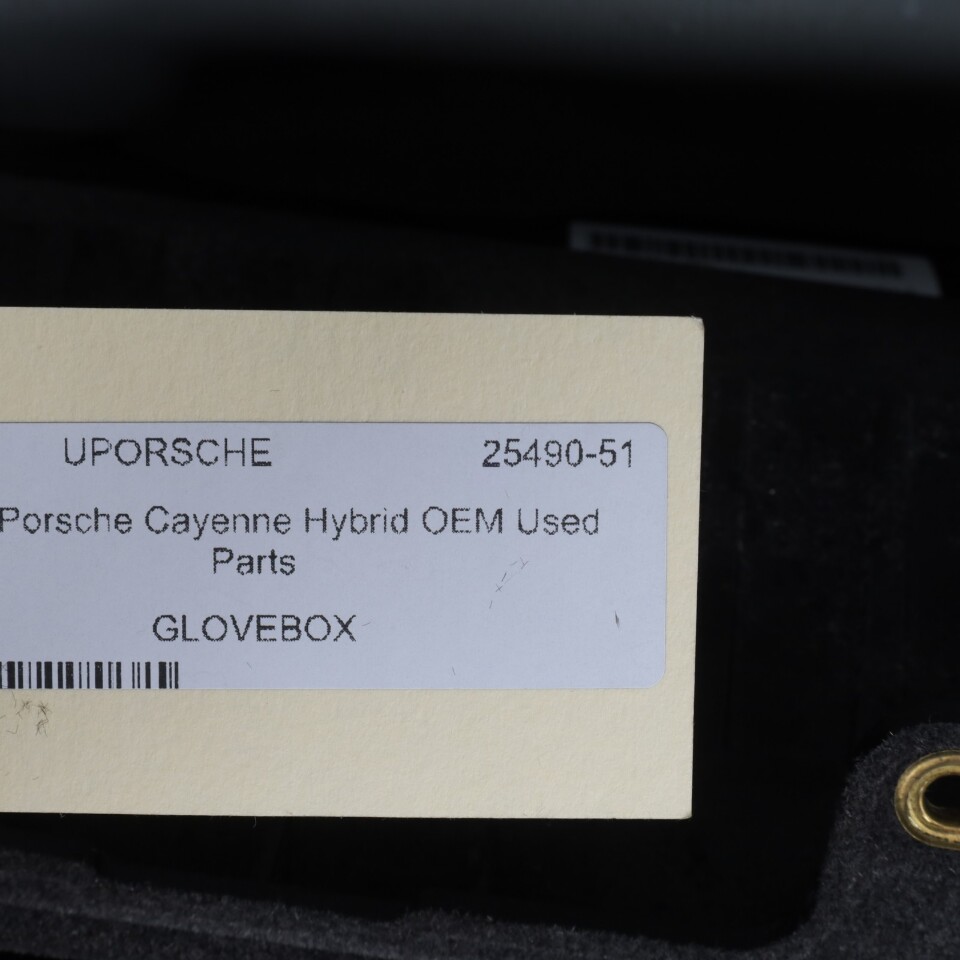 UPORSCHE 25490-51
Porsche Cayenne Hybrid OEM Used
Parts
GLOVEBOX